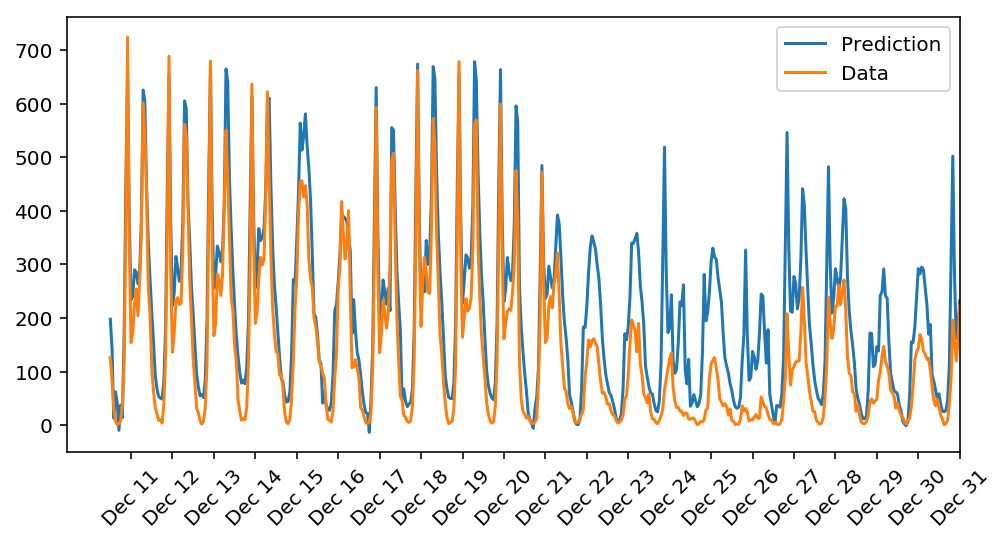 700
600
500
400
300
200
100
0
Prediction
Data
Dec 11
Dec 12
Dec 13
Dec 14
Dec 15
Dec 16
Dec 17
Dec 18
Dec 19
Dec 20
Dec 21
Dec 22
Dec 23
Dec 24
Dec 25
Dec 26
Dec 27
Dec 28
Dec 29
Dec 30
Dec 31